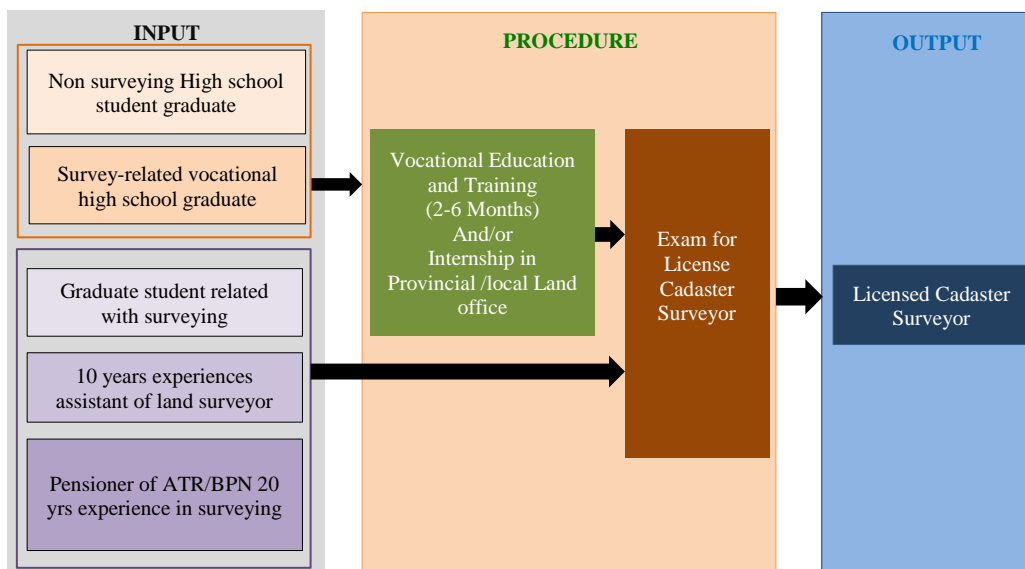 INPUT
Non surveying High school
student graduate
Survey-related vocational
high school graduate
Graduate student related
with surveying
10 years experiences
assistant of land surveyor
Pensioner of ATR/BPN 20
yrs experience in surveying
PROCEDURE
Vocational Education
and Training
(2-6 Months)
And/or
Internship in
Provincial /local Land
office
Exam for
License
Cadaster
Surveyor
OUTPUT
Licensed Cadaster
Surveyor